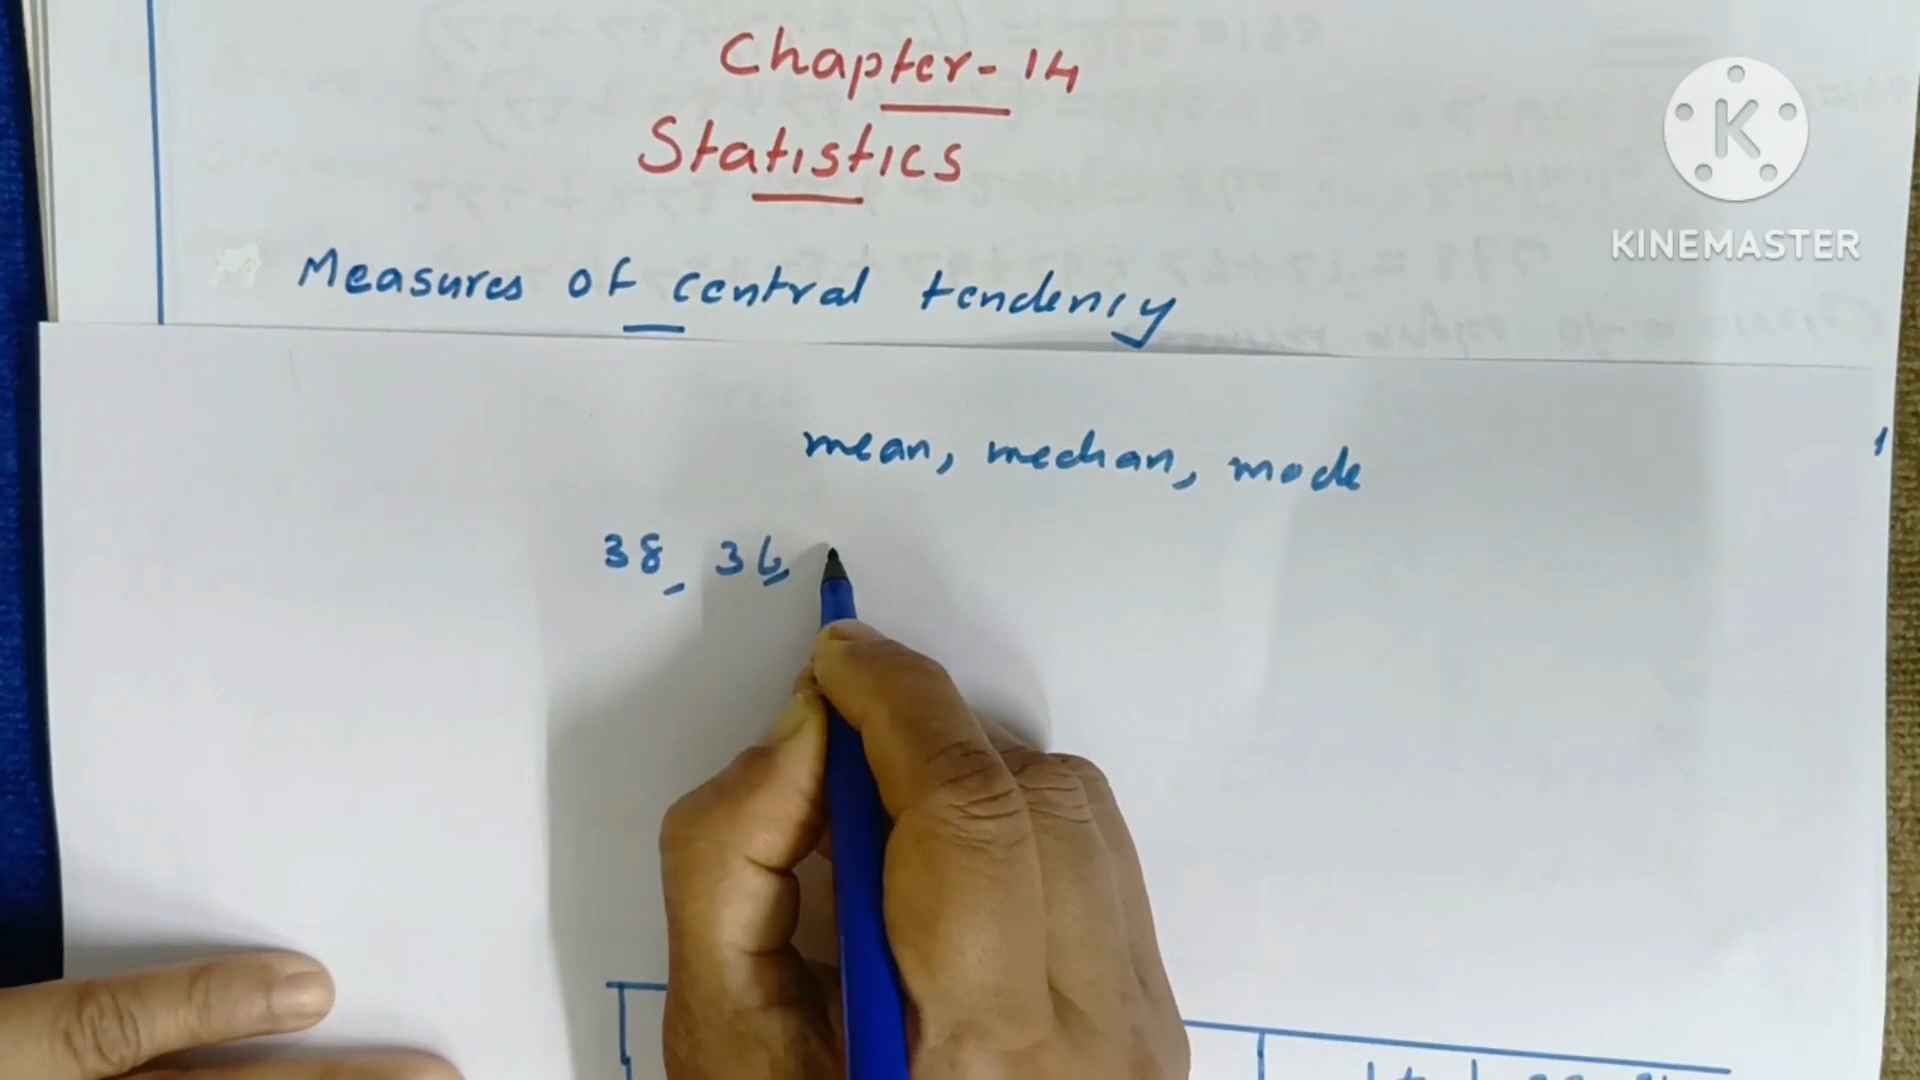 Chapter-14
Statistics
K
KINEMASTER
Measures of central tendency
mean, median, mode
38, 36,